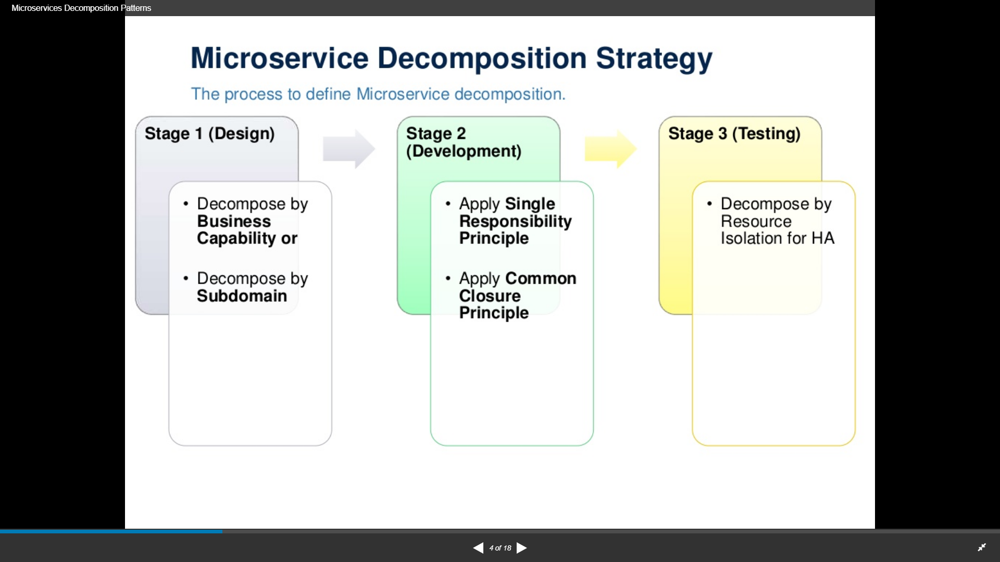 Microservices Decomposition Patterns
Microservice Decomposition Strategy
The process to define Microservice decomposition.
Stage 1 (Design)
• Decompose by
Business
Capability or
• Decompose by
Subdomain
Stage 2
(Development)
• Apply Single
Responsibility
Principle
• Apply Common
Closure
Principle
Stage 3 (Testing)
• Decompose by
Resource
Isolation for HA
4 of 18